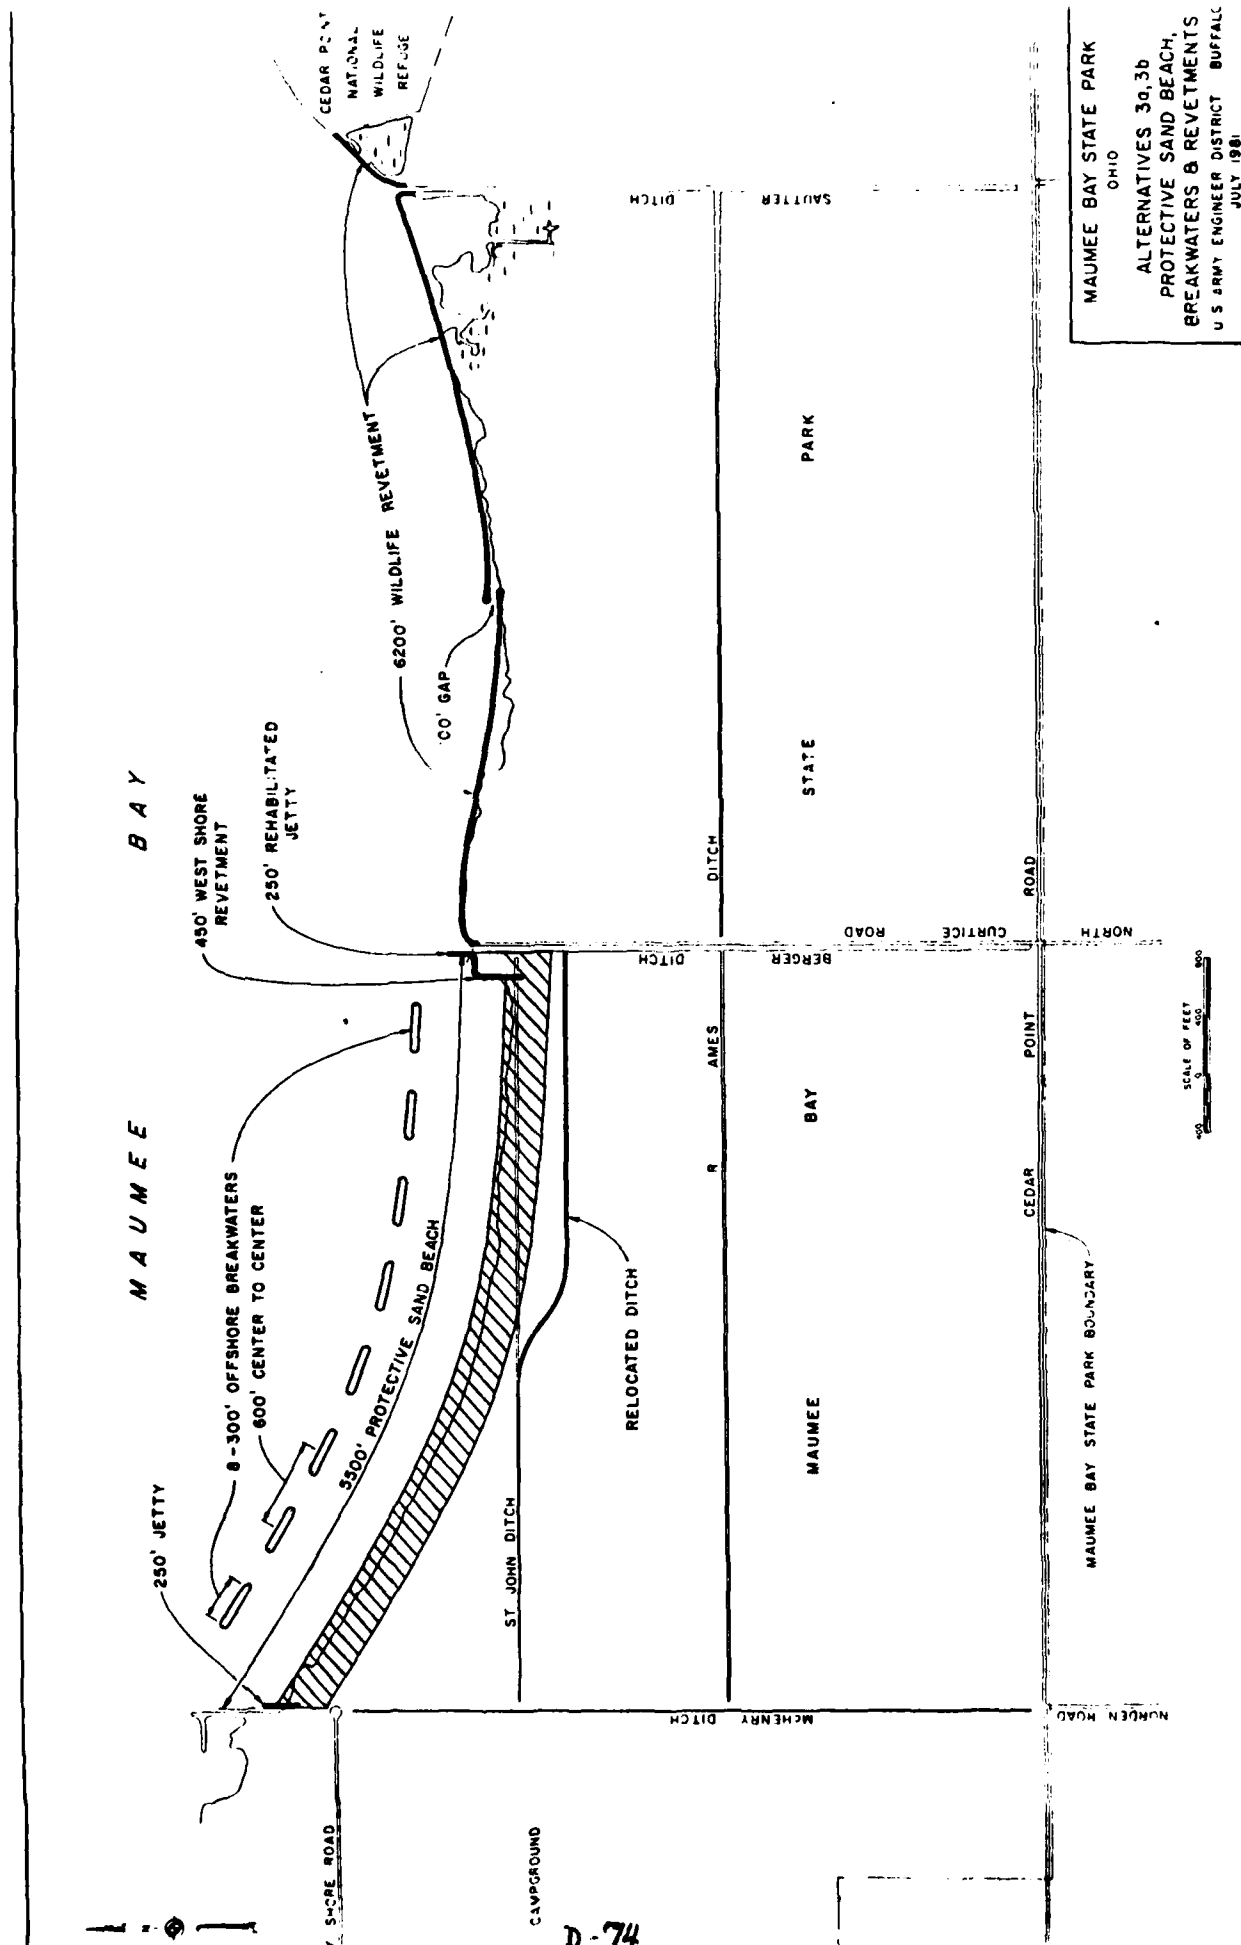 MAUMEE BAY
8-300' OFFSHORE BREAKWATERS
600' CENTER TO CENTER
250' JETTY
5500' PROTECTIVE SAND BEACH
450' WEST SHORE
REVETMENT
250' REHABILITATED
JETTY
6200' WILDLIFE REVETMENT
GAP
CEDAR POINT
NATIONAL
WILDLIFE
REFUGE
SHORE ROAD
CAMPGROUND
ST. JOHN DITCH
RELOCATED DITCH
McHENRY DITCH
NORDEN ROAD
R AMES DITCH
BERGER DITCH
NORTH CURTICE ROAD
SAUTTER DITCH
MAUMEE BAY STATE PARK
CEDAR POINT ROAD
MAUMEE BAY STATE PARK BOUNDARY
N
SCALE OF FEET
400 0 400 800
MAUMEE BAY STATE PARK
OHIO
ALTERNATIVES 3a,3b
PROTECTIVE SAND BEACH,
BREAKWATERS & REVETMENTS
U S ARMY ENGINEER DISTRICT BUFFALO
JULY 1981
D-74